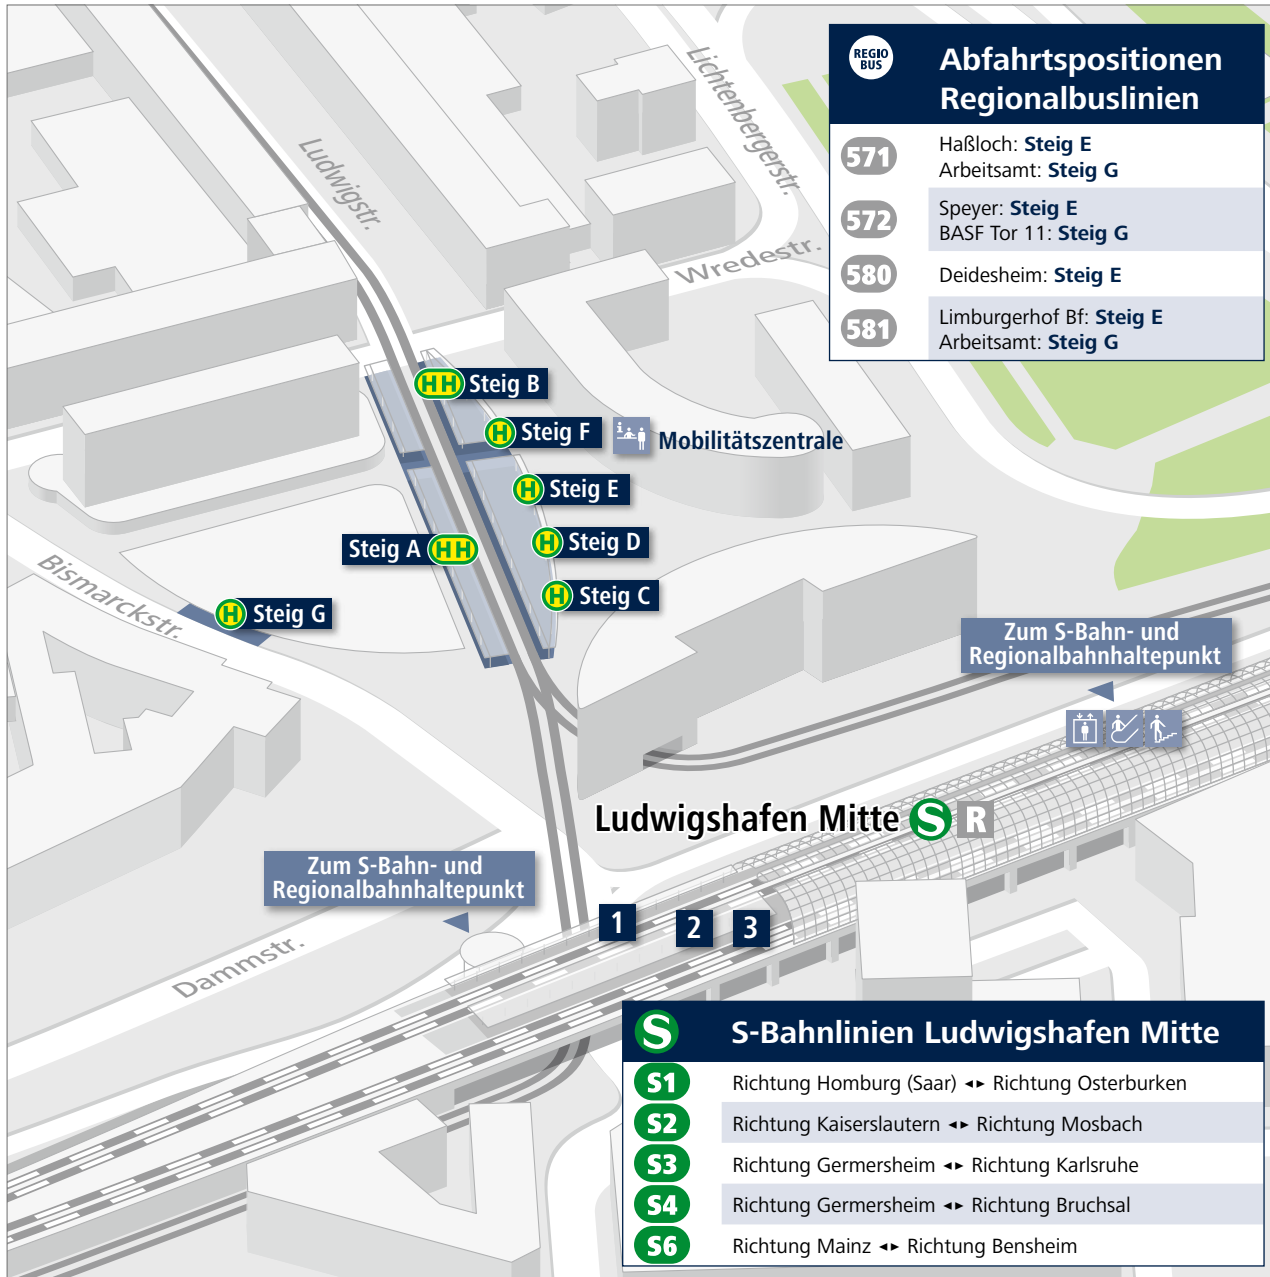 REGIO
BUS
Abfahrtspositionen
Regionalbuslinien
571
Haßloch: Steig E
Arbeitsamt: Steig G
572
Speyer: Steig E
BASF Tor 11: Steig G
580
Deidesheim: Steig E
581
Limburgerhof Bf: Steig E
Arbeitsamt: Steig G
Ludwigstr.
Lichtenbergerstr.
Wredestr.
HH Steig B
H Steig F
i
Mobilitätszentrale
H Steig E
Steig A HH
H Steig D
H Steig C
Bismarckstr.
H Steig G
Zum S-Bahn- und
Regionalbahnhaltepunkt
Ludwigshafen Mitte S R
Zum S-Bahn- und
Regionalbahnhaltepunkt
1
2
3
Dammstr.
S
S-Bahnlinien Ludwigshafen Mitte
S1
Richtung Homburg (Saar) ◂▸ Richtung Osterburken
S2
Richtung Kaiserslautern ◂▸ Richtung Mosbach
S3
Richtung Germersheim ◂▸ Richtung Karlsruhe
S4
Richtung Germersheim ◂▸ Richtung Bruchsal
S6
Richtung Mainz ◂▸ Richtung Bensheim